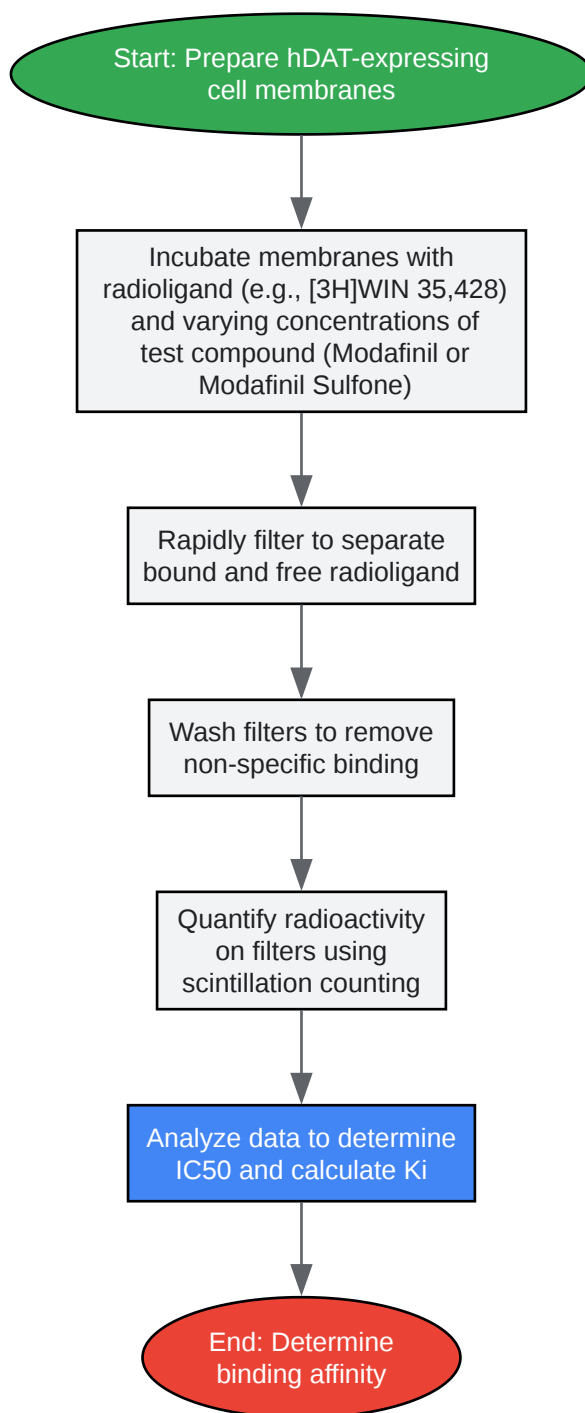 Start: Prepare hDAT-expressing
cell membranes
Incubate membranes with
radioligand (e.g., [3H]WIN 35,428)
and varying concentrations of
test compound (Modafinil or
Modafinil Sulfone)
Rapidly filter to separate
bound and free radioligand
Wash filters to remove
non-specific binding
Quantify radioactivity
on filters using
scintillation counting
Analyze data to determine
IC50 and calculate Ki
End: Determine
binding affinity